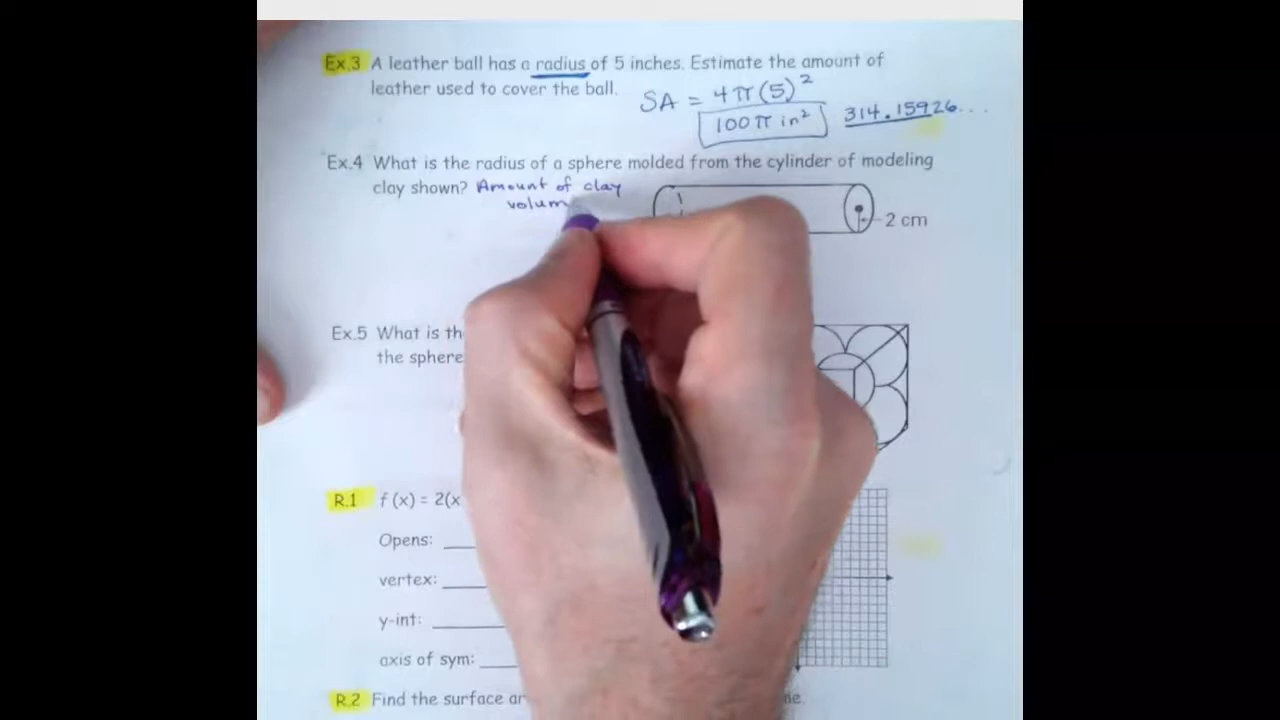 Ex.3 A leather ball has a radius of 5 inches. Estimate the amount of
leather used to cover the ball.
SA = 4π(5)²
100π in²
314.15926...
Ex.4 What is the radius of a sphere molded from the cylinder of modeling
clay shown? Amount of clay
volum
2 cm
Ex.5 What is th
the sphere
R.1 f (x) = 2(x
Opens:
vertex:
y-int:
axis of sym:
R.2 Find the surface ar